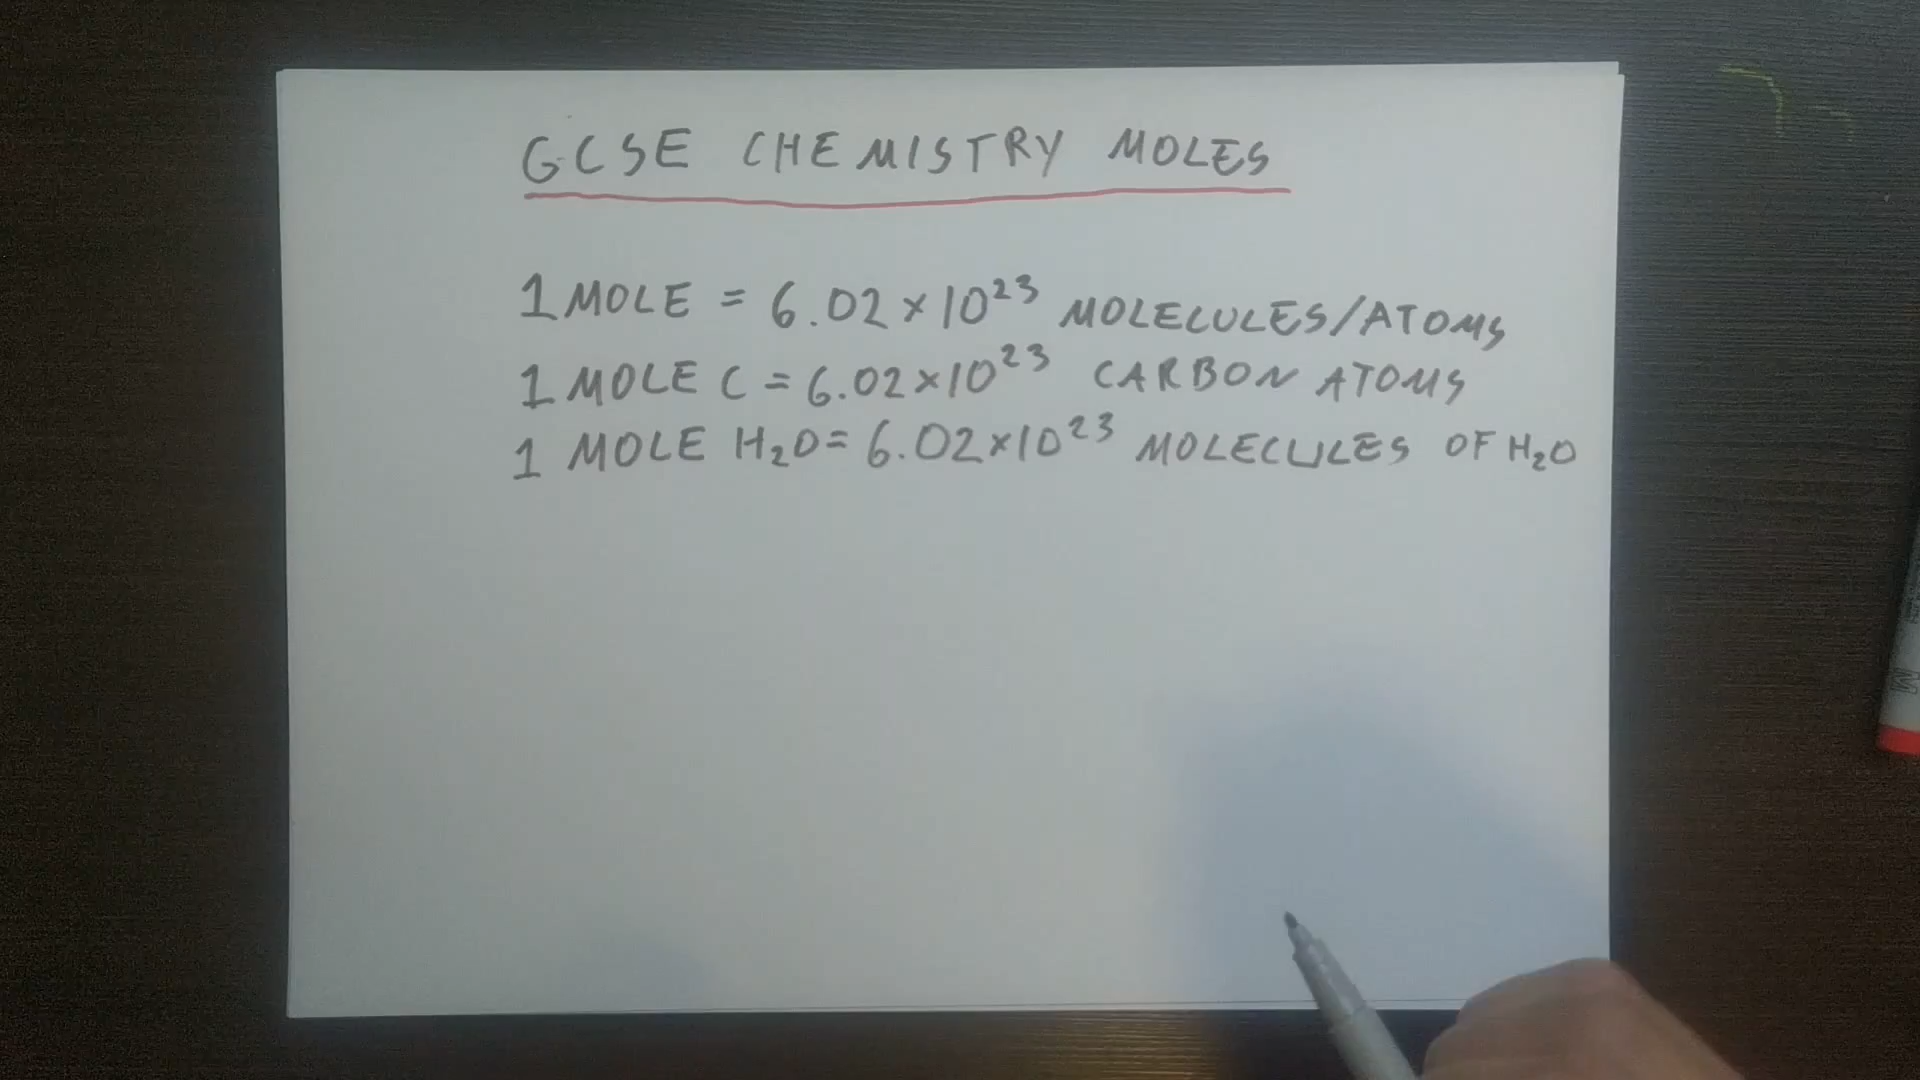 GCSE CHEMISTRY MOLES
1 MOLE = 6.02 × 10²³ MOLECULES/ATOMS
1 MOLE C = 6.02 × 10²³ CARBON ATOMS
1 MOLE H₂O = 6.02 × 10²³ MOLECULES OF H₂O